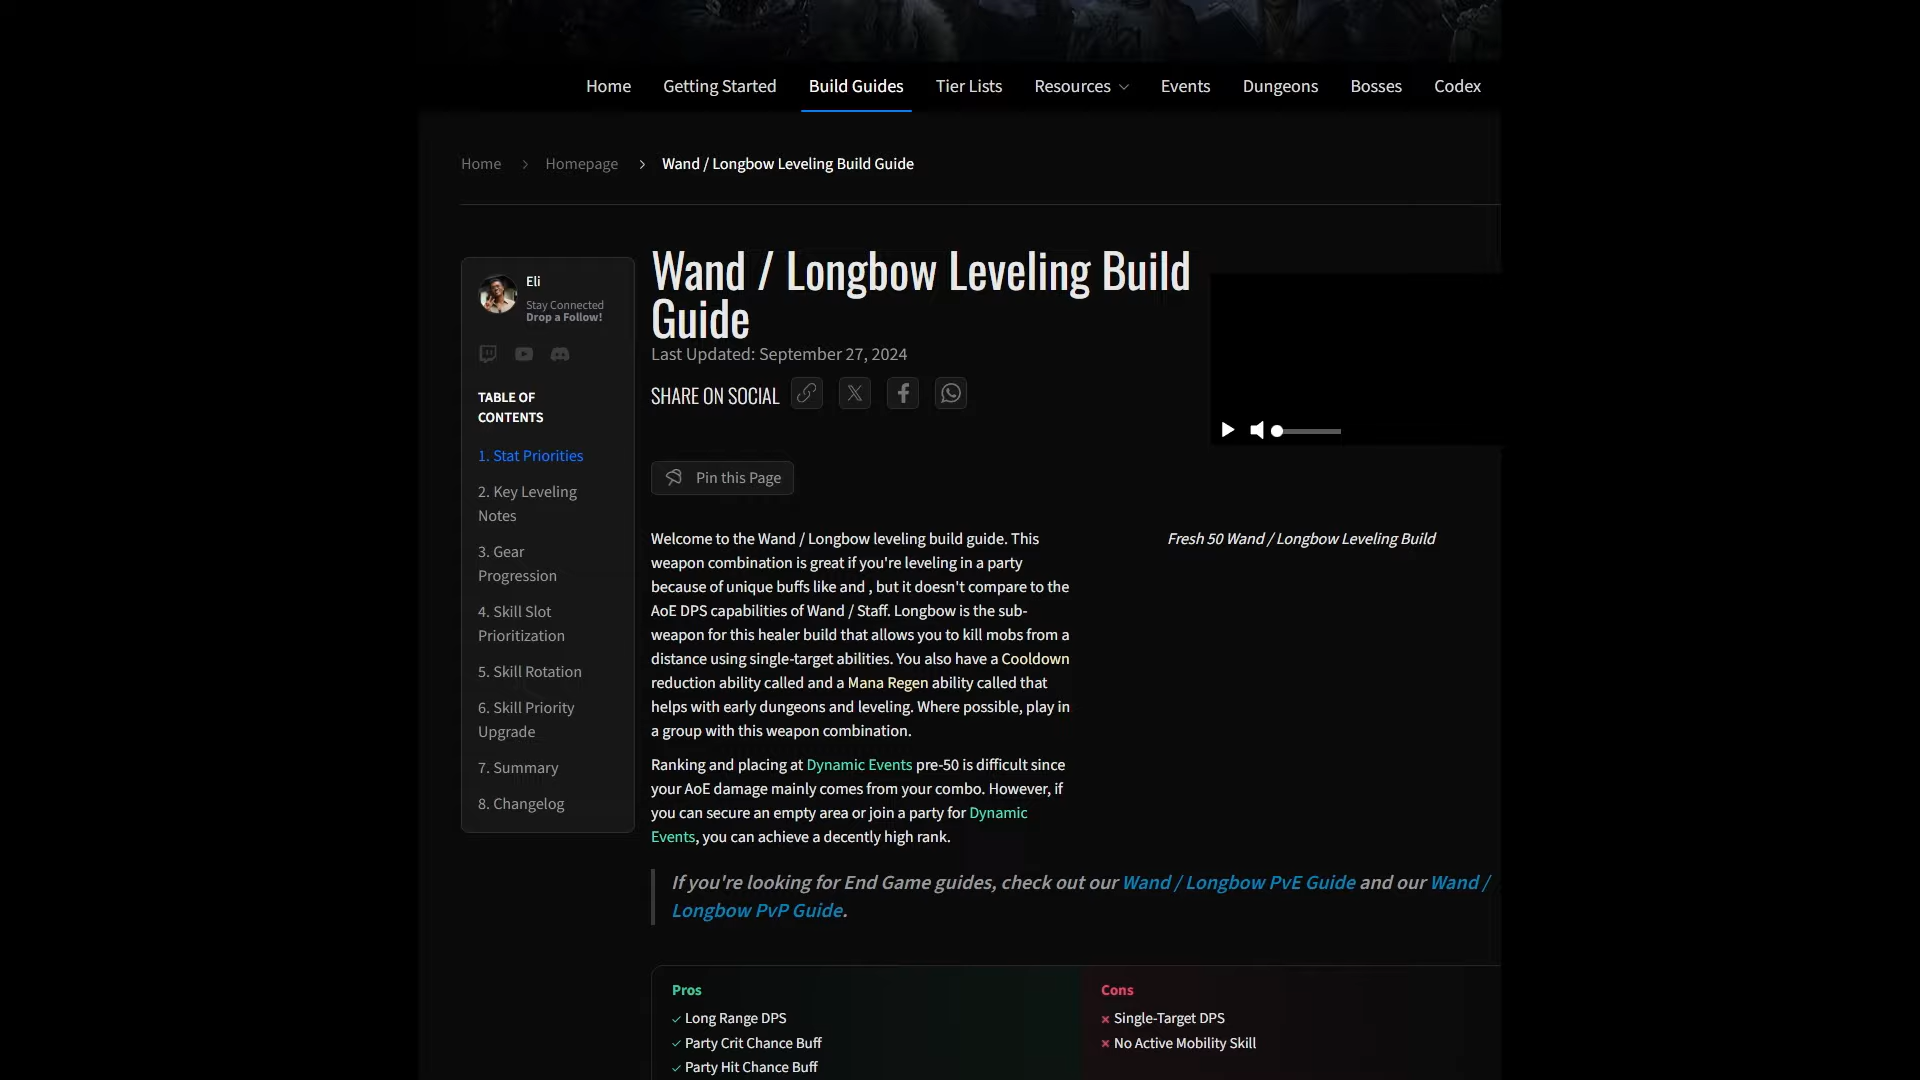 Home Getting Started Build Guides Tier Lists Resources Events Dungeons Bosses Codex
Home > Homepage > Wand / Longbow Leveling Build Guide
Eli
Stay Connected
Drop a Follow!
TABLE OF
CONTENTS
1. Stat Priorities
2. Key Leveling
Notes
3. Gear
Progression
4. Skill Slot
Prioritization
5. Skill Rotation
6. Skill Priority
Upgrade
7. Summary
8. Changelog
Wand / Longbow Leveling Build
Guide
Last Updated: September 27, 2024
SHARE ON SOCIAL
Pin this Page
Welcome to the Wand / Longbow leveling build guide. This
weapon combination is great if you're leveling in a party
because of unique buffs like and , but it doesn't compare to the
AoE DPS capabilities of Wand / Staff. Longbow is the sub-
weapon for this healer build that allows you to kill mobs from a
distance using single-target abilities. You also have a Cooldown
reduction ability called and a Mana Regen ability called that
helps with early dungeons and leveling. Where possible, play in
a group with this weapon combination.
Fresh 50 Wand / Longbow Leveling Build
Ranking and placing at Dynamic Events pre-50 is difficult since
your AoE damage mainly comes from your combo. However, if
you can secure an empty area or join a party for Dynamic
Events, you can achieve a decently high rank.
If you're looking for End Game guides, check out our Wand / Longbow PvE Guide and our Wand /
Longbow PvP Guide.
Pros
Long Range DPS
Party Crit Chance Buff
Party Hit Chance Buff
Cons
Single-Target DPS
No Active Mobility Skill